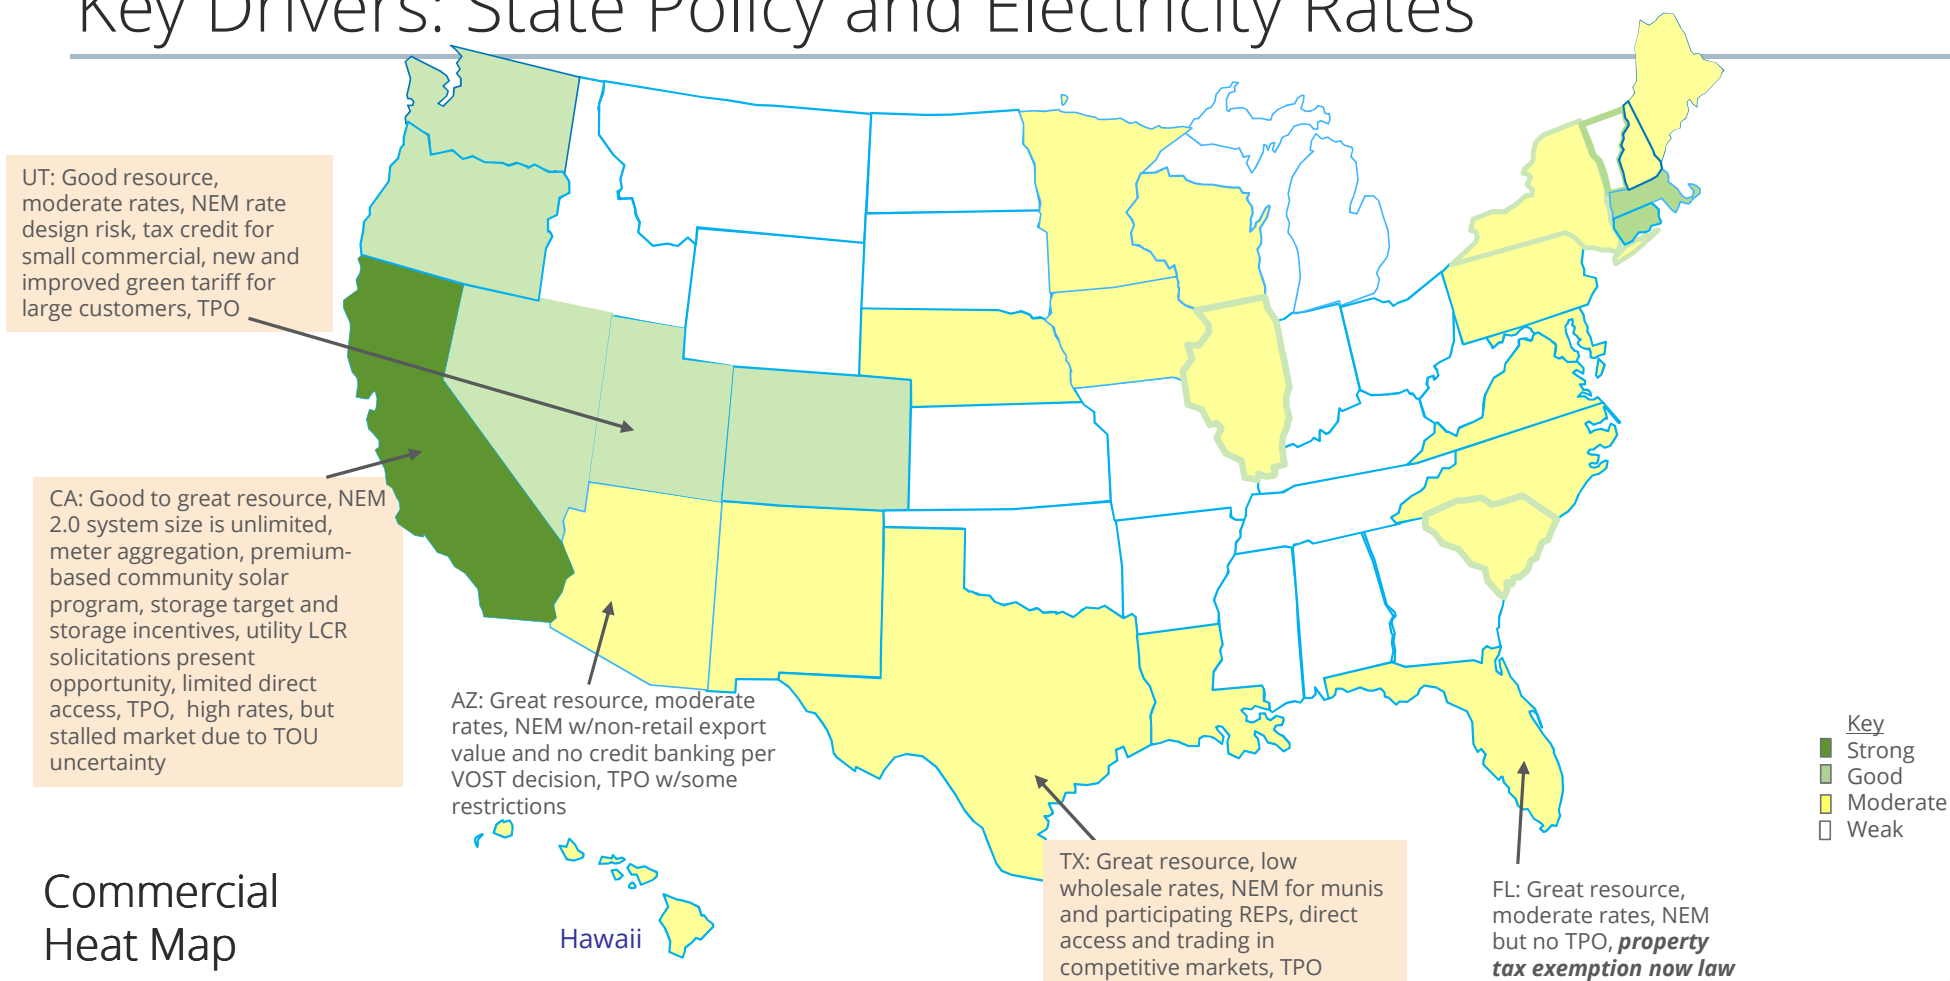 Key Drivers: State Policy and Electricity Rates
UT: Good resource,
moderate rates, NEM rate
design risk, tax credit for
small commercial, new and
improved green tariff for
large customers, TPO
CA: Good to great resource, NEM
2.0 system size is unlimited,
meter aggregation, premium-
based community solar
program, storage target and
storage incentives, utility LCR
solicitations present
opportunity, limited direct
access, TPO, high rates, but
stalled market due to TOU
uncertainty
AZ: Great resource, moderate
rates, NEM w/non-retail export
value and no credit banking per
VOST decision, TPO w/some
restrictions
Key
Strong
Good
Moderate
Weak
TX: Great resource, low
wholesale rates, NEM for munis
and participating REPs, direct
access and trading in
competitive markets, TPO
FL: Great resource,
moderate rates, NEM
but no TPO, property
tax exemption now law
Commercial
Heat Map
Hawaii